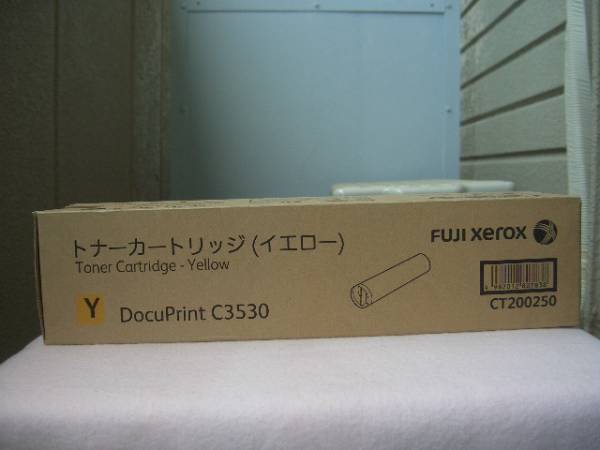 トナーカートリッジ(イエロー)
Toner Cartridge - Yellow
Y
DocuPrint C3530
FUJI xerox
CT200250